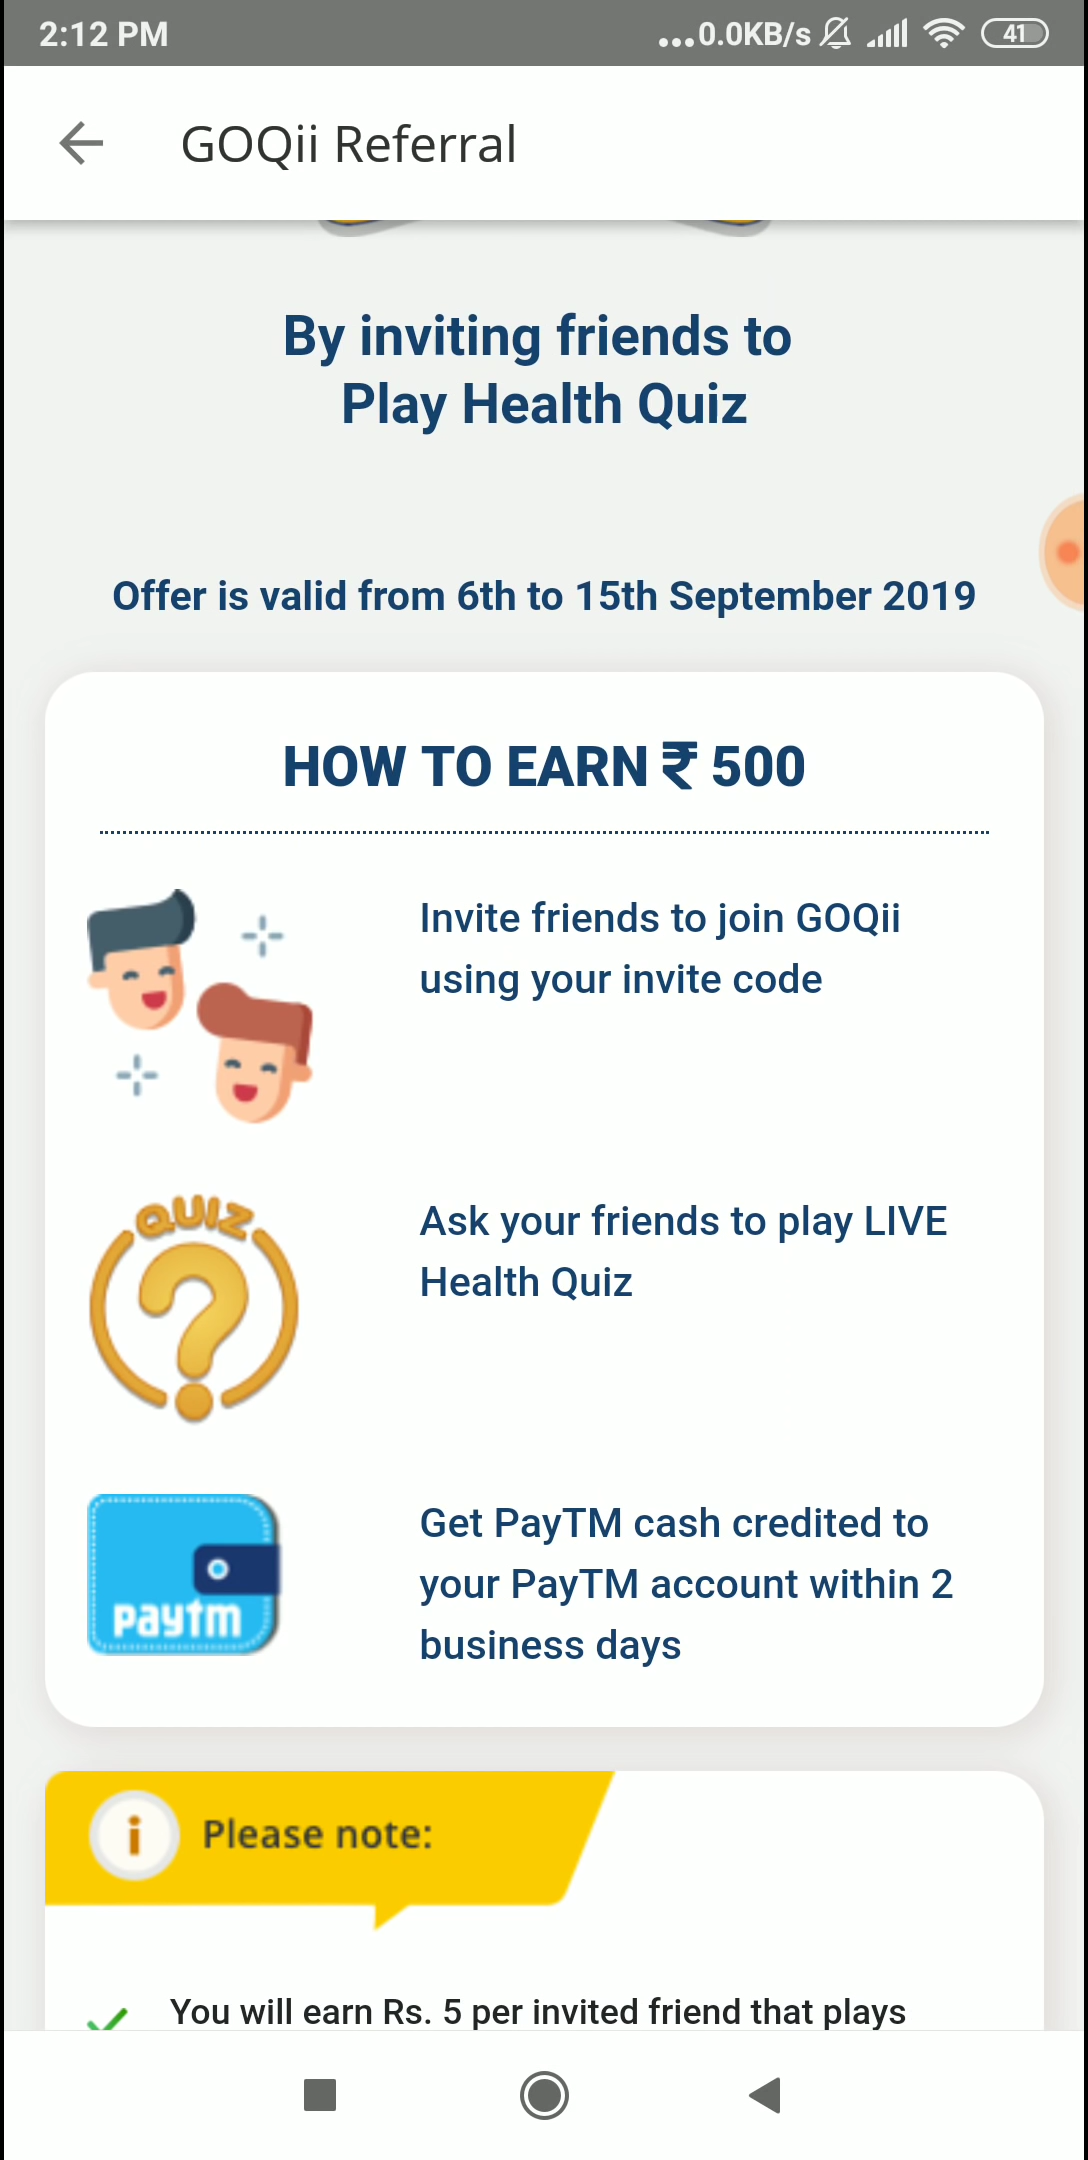 2:12 PM
...0.0KB/s
41
GOQii Referral
By inviting friends to
Play Health Quiz
Offer is valid from 6th to 15th September 2019
HOW TO EARN ₹ 500
Invite friends to join GOQii
using your invite code
QUIZ
?
Ask your friends to play LIVE
Health Quiz
paytm
Get PayTM cash credited to
your PayTM account within 2
business days
i
Please note:
You will earn Rs. 5 per invited friend that plays